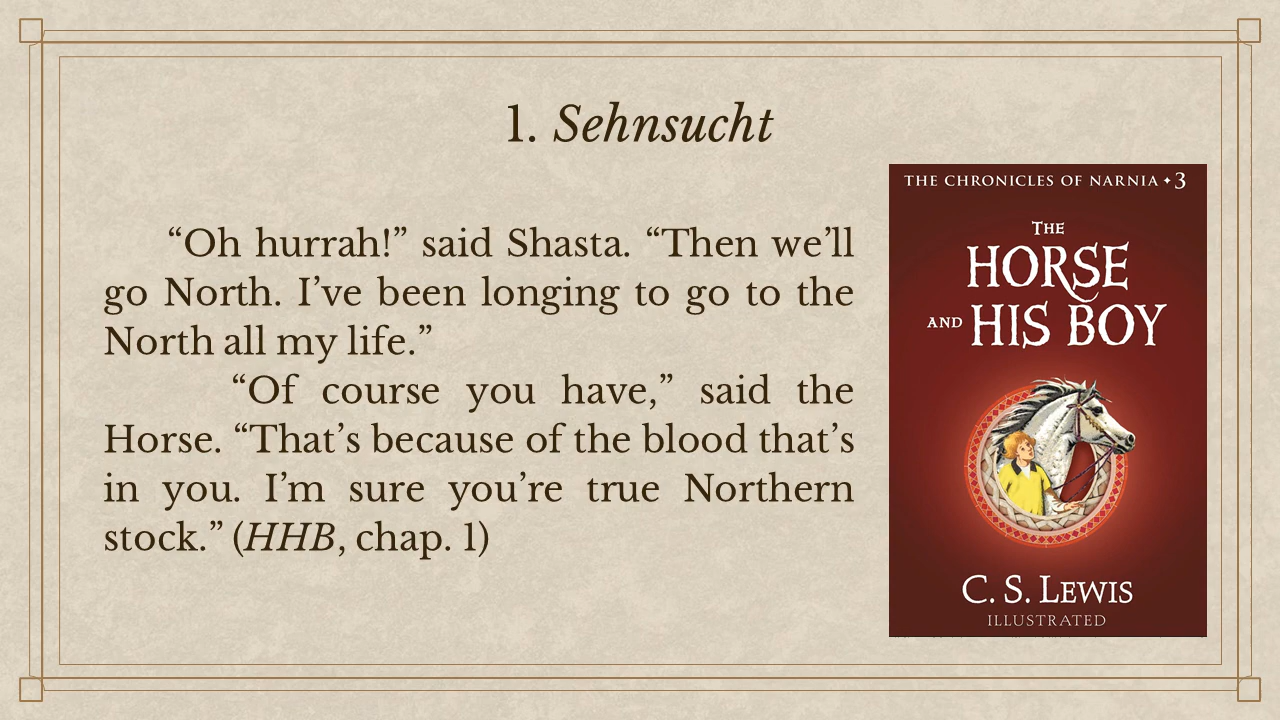 1. Sehnsucht
“Oh hurrah!” said Shasta. “Then we’ll
go North. I’ve been longing to go to the
North all my life.”
“Of course you have,” said the
Horse. “That’s because of the blood that’s
in you. I’m sure you’re true Northern
stock.” (HHB, chap. 1)
THE CHRONICLES OF NARNIA ✦ 3
THE
HORSE
AND HIS BOY
C. S. LEWIS
ILLUSTRATED